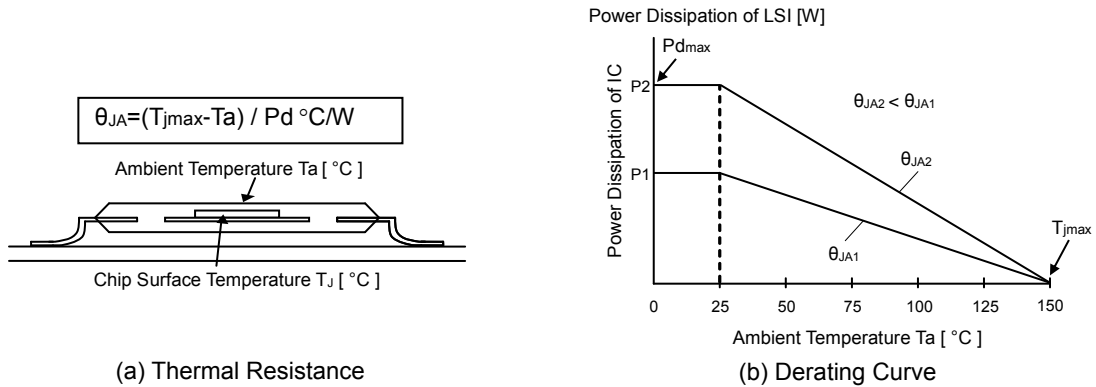 θJA=(Tjmax-Ta) / Pd °C/W
Ambient Temperature Ta [ °C ]
Chip Surface Temperature TJ [ °C ]
(a) Thermal Resistance
Power Dissipation of LSI [W]
Pdmax
P2
θJA2 < θJA1
θJA2
P1
Power Dissipation of IC
Tjmax
θJA1
0 25 50 75 100 125 150
Ambient Temperature Ta [ °C ]
(b) Derating Curve